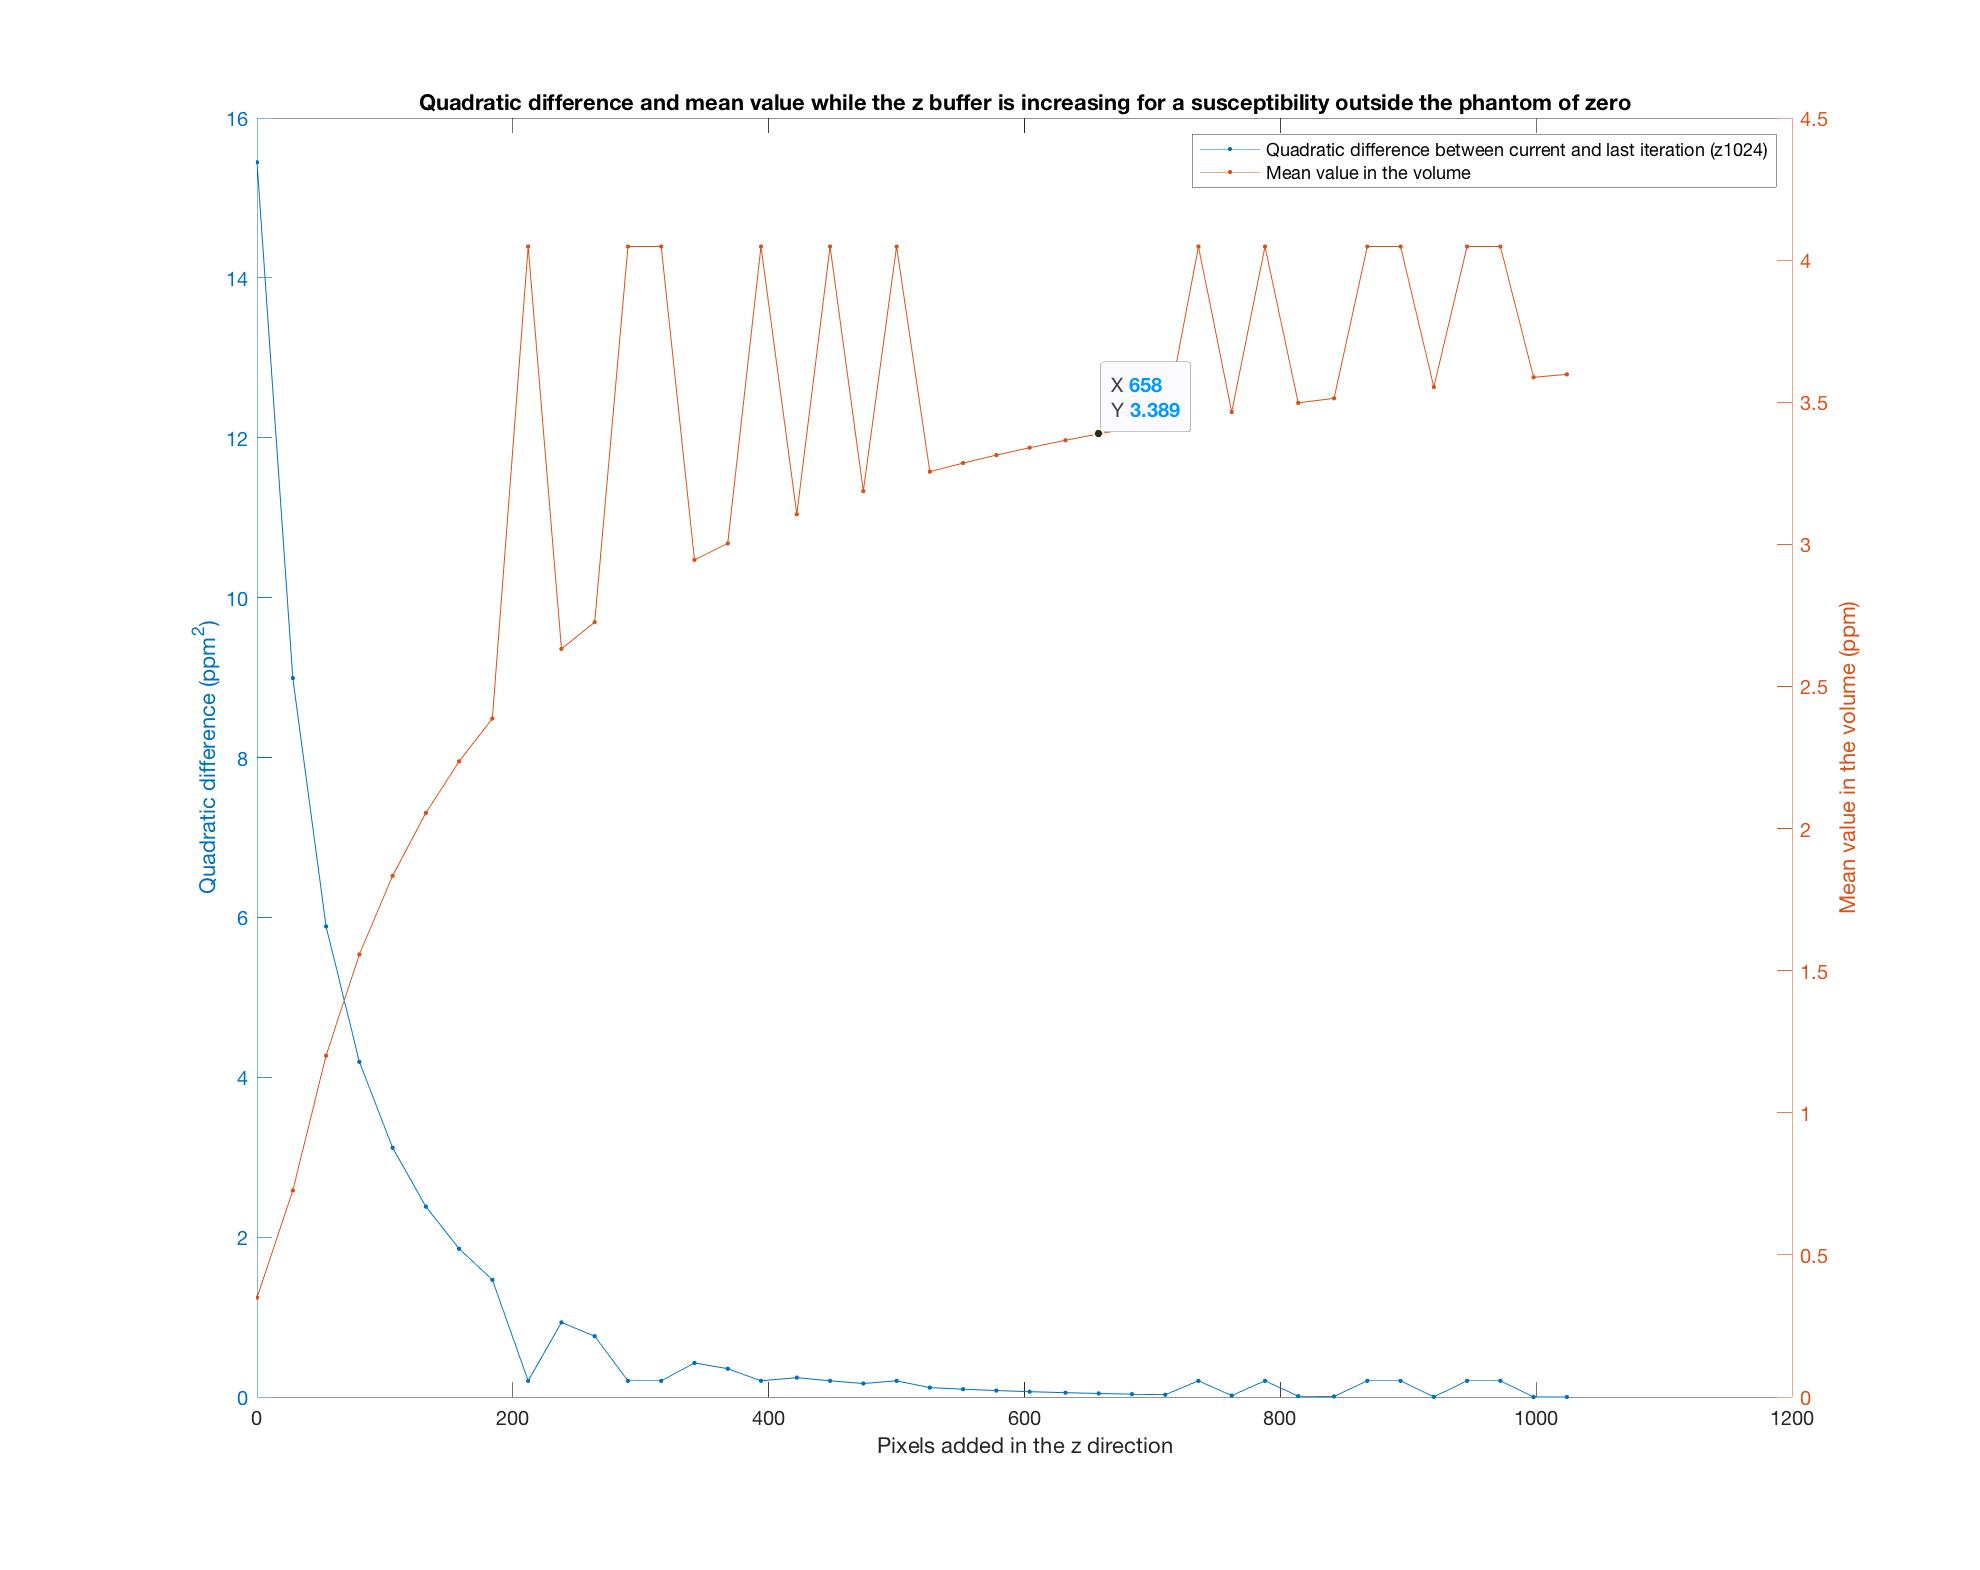 Quadratic difference and mean value while the z buffer is increasing for a susceptibility outside the phantom of zero
Quadratic difference between current and last iteration (z1024)
Mean value in the volume
X 658
Y 3.389
Quadratic difference (ppm²)
16
14
12
10
8
6
4
2
0
Mean value in the volume (ppm)
4.5
4
3.5
3
2.5
2
1.5
1
0.5
0
0 200 400 600 800 1000 1200
Pixels added in the z direction